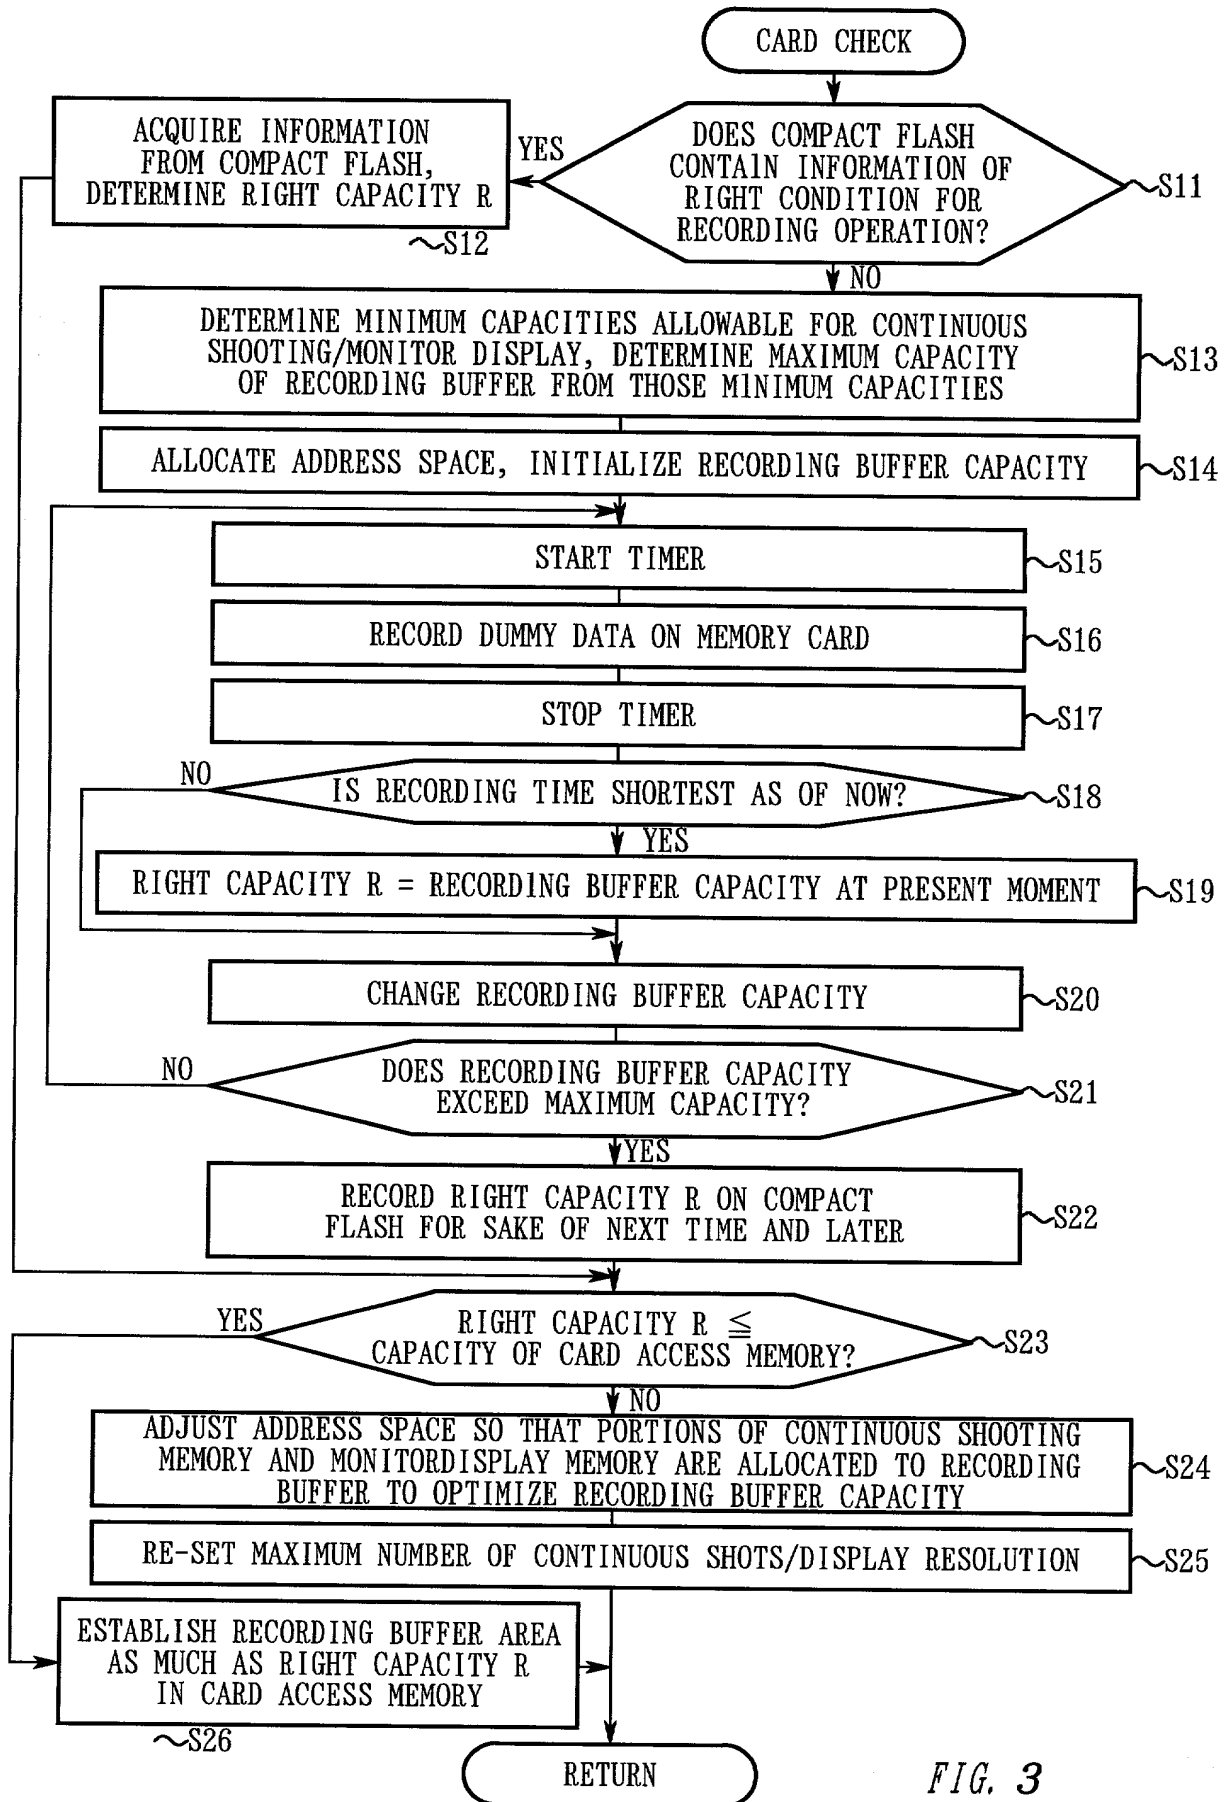 CARD CHECK
DOES COMPACT FLASH
CONTAIN INFORMATION OF
RIGHT CONDITION FOR
RECORDING OPERATION?
S11
YES
ACQUIRE INFORMATION
FROM COMPACT FLASH,
DETERMINE RIGHT CAPACITY R
S12
NO
DETERMINE MINIMUM CAPACITIES ALLOWABLE FOR CONTINUOUS
SHOOTING/MONITOR DISPLAY, DETERMINE MAXIMUM CAPACITY
OF RECORDING BUFFER FROM THOSE MINIMUM CAPACITIES
S13
ALLOCATE ADDRESS SPACE, INITIALIZE RECORDING BUFFER CAPACITY
S14
START TIMER
S15
RECORD DUMMY DATA ON MEMORY CARD
S16
STOP TIMER
S17
NO
IS RECORDING TIME SHORTEST AS OF NOW?
S18
YES
RIGHT CAPACITY R = RECORDING BUFFER CAPACITY AT PRESENT MOMENT
S19
CHANGE RECORDING BUFFER CAPACITY
S20
NO
DOES RECORDING BUFFER CAPACITY
EXCEED MAXIMUM CAPACITY?
S21
YES
RECORD RIGHT CAPACITY R ON COMPACT
FLASH FOR SAKE OF NEXT TIME AND LATER
S22
YES
RIGHT CAPACITY R ≦
CAPACITY OF CARD ACCESS MEMORY?
S23
NO
ADJUST ADDRESS SPACE SO THAT PORTIONS OF CONTINUOUS SHOOTING
MEMORY AND MONITORDISPLAY MEMORY ARE ALLOCATED TO RECORDING
BUFFER TO OPTIMIZE RECORDING BUFFER CAPACITY
S24
RE-SET MAXIMUM NUMBER OF CONTINUOUS SHOTS/DISPLAY RESOLUTION
S25
ESTABLISH RECORDING BUFFER AREA
AS MUCH AS RIGHT CAPACITY R
IN CARD ACCESS MEMORY
S26
RETURN
FIG. 3